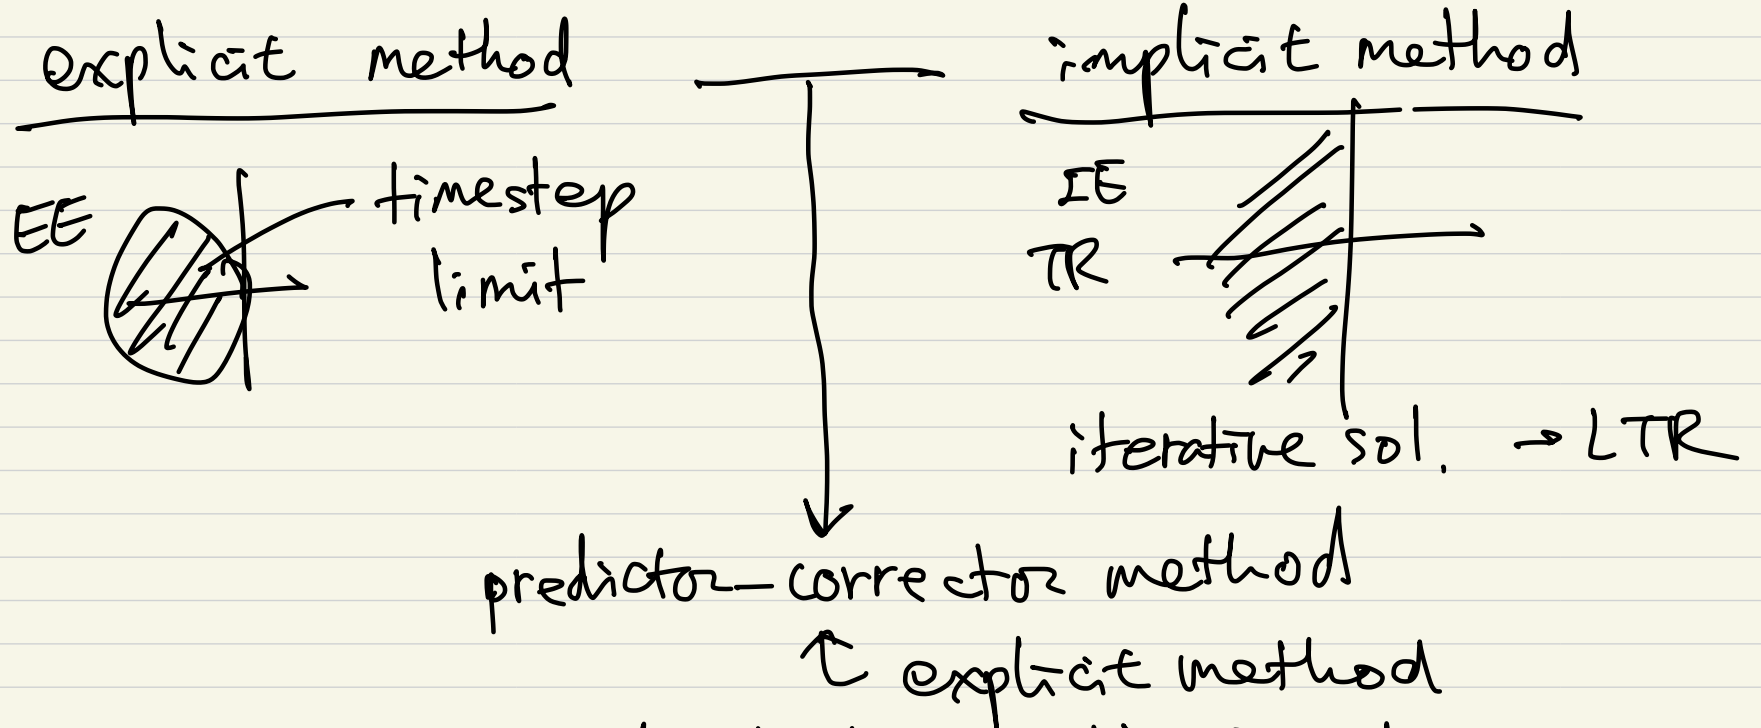 explicit method
implicit method
EE
timestep
limit
IE
TR
iterative sol. → LTR
predictor-corrector method
explicit method